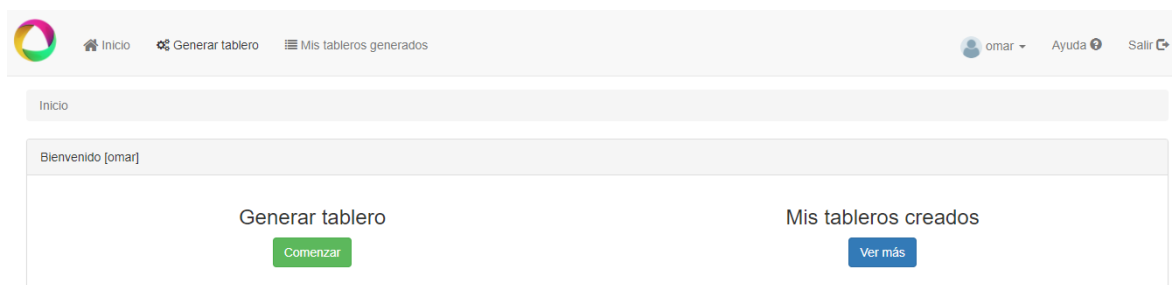 Inicio Generar tablero Mis tableros generados omar Ayuda Salir
Inicio
Bienvenido [omar]
Generar tablero Mis tableros creados
Comenzar Ver más